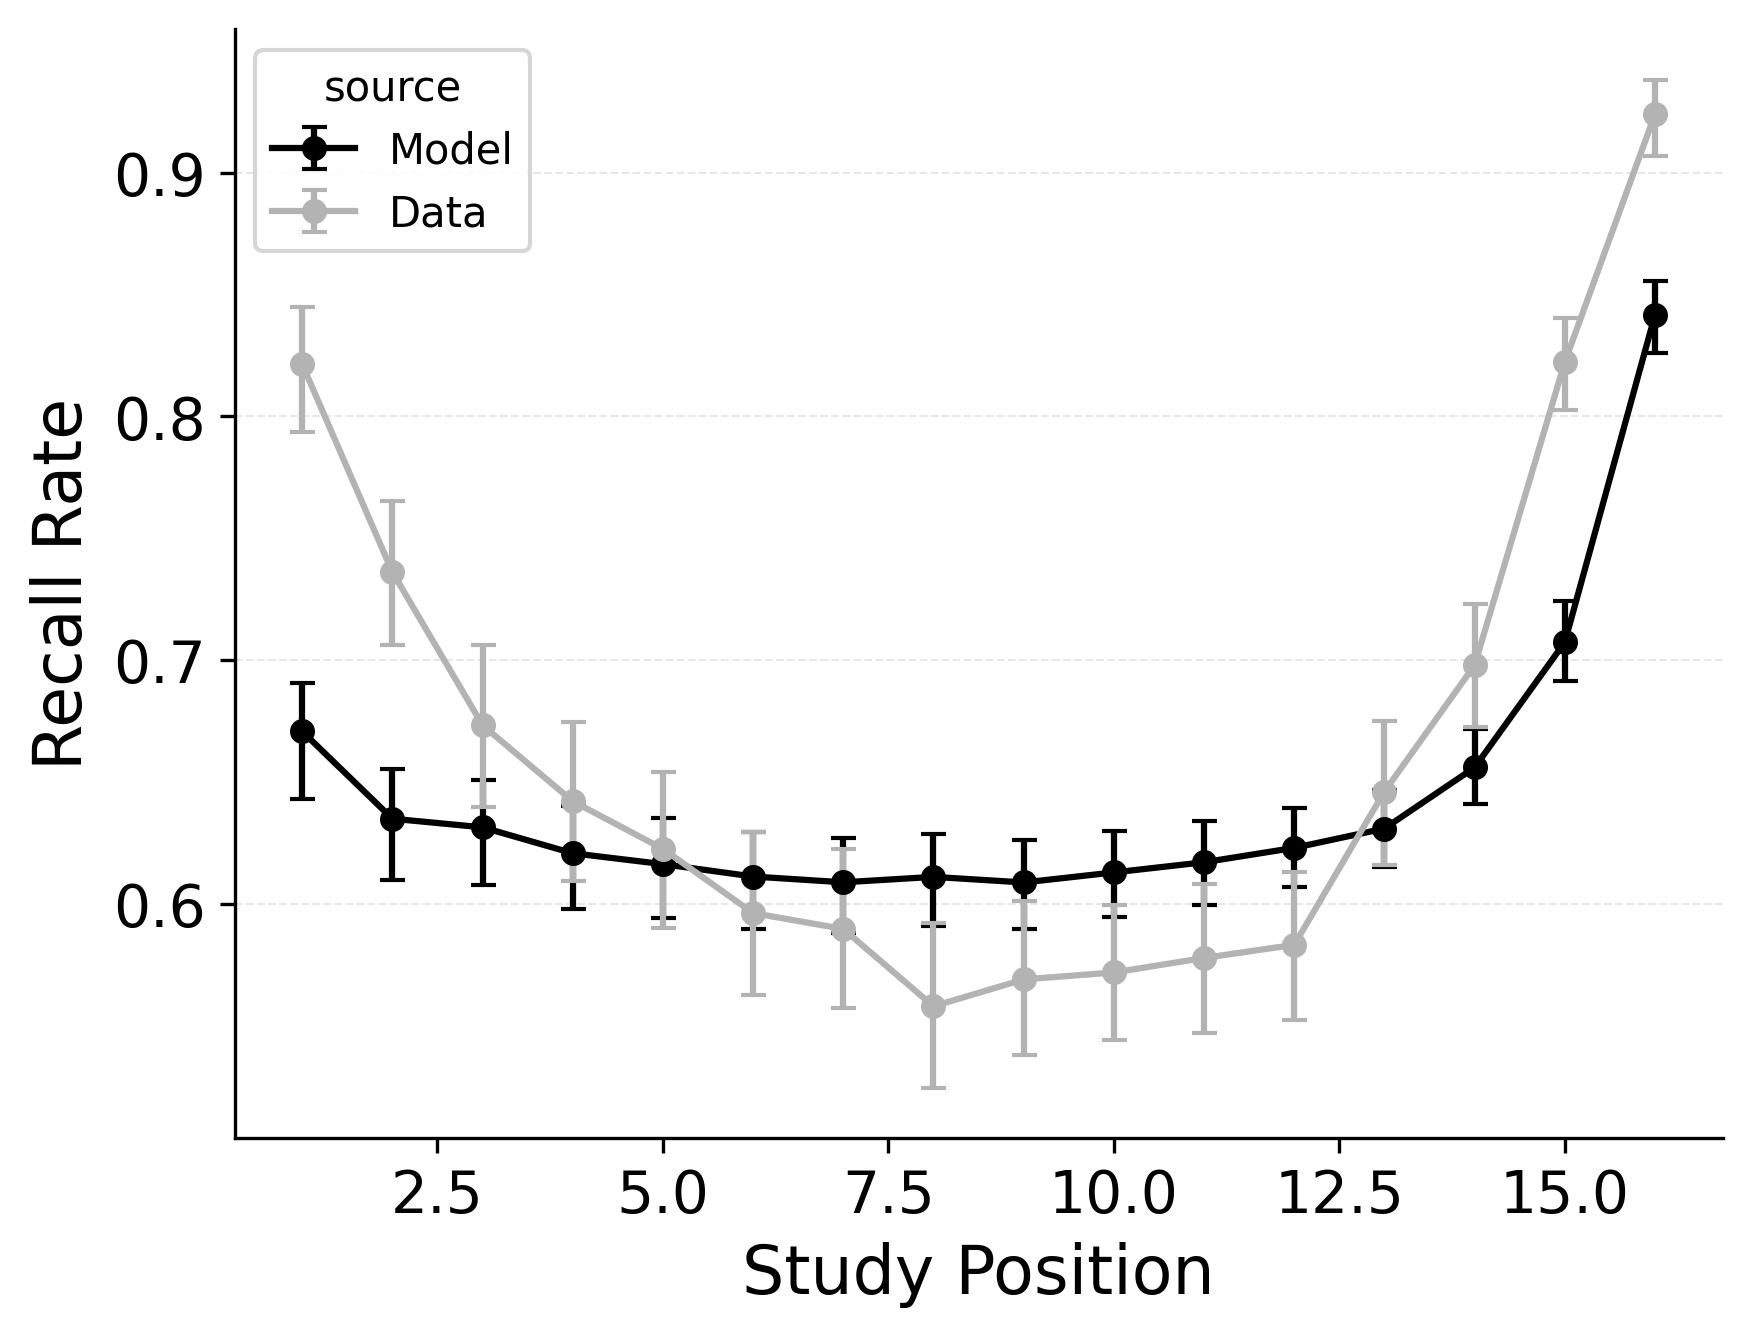 source
Model
Data
0.9
0.8
0.7
0.6
Recall Rate
2.5 5.0 7.5 10.0 12.5 15.0
Study Position